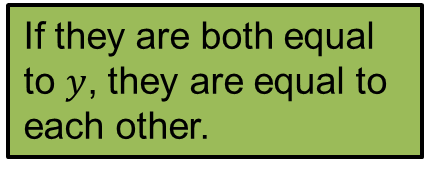 If they are both equal
to y, they are equal to
each other.